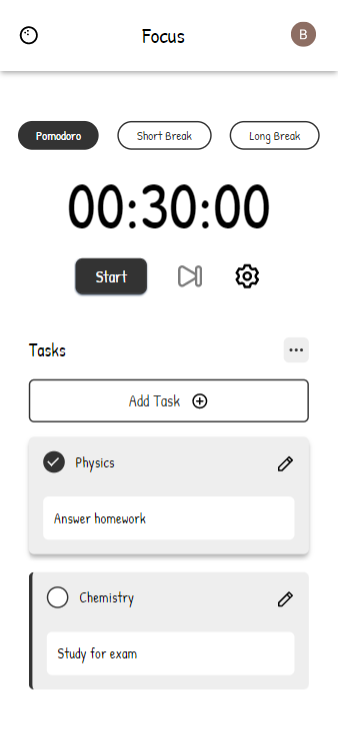 Focus
B
Pomodoro
Short Break
Long Break
00:30:00
Start
Tasks
Add Task
Physics
Answer homework
Chemistry
Study for exam